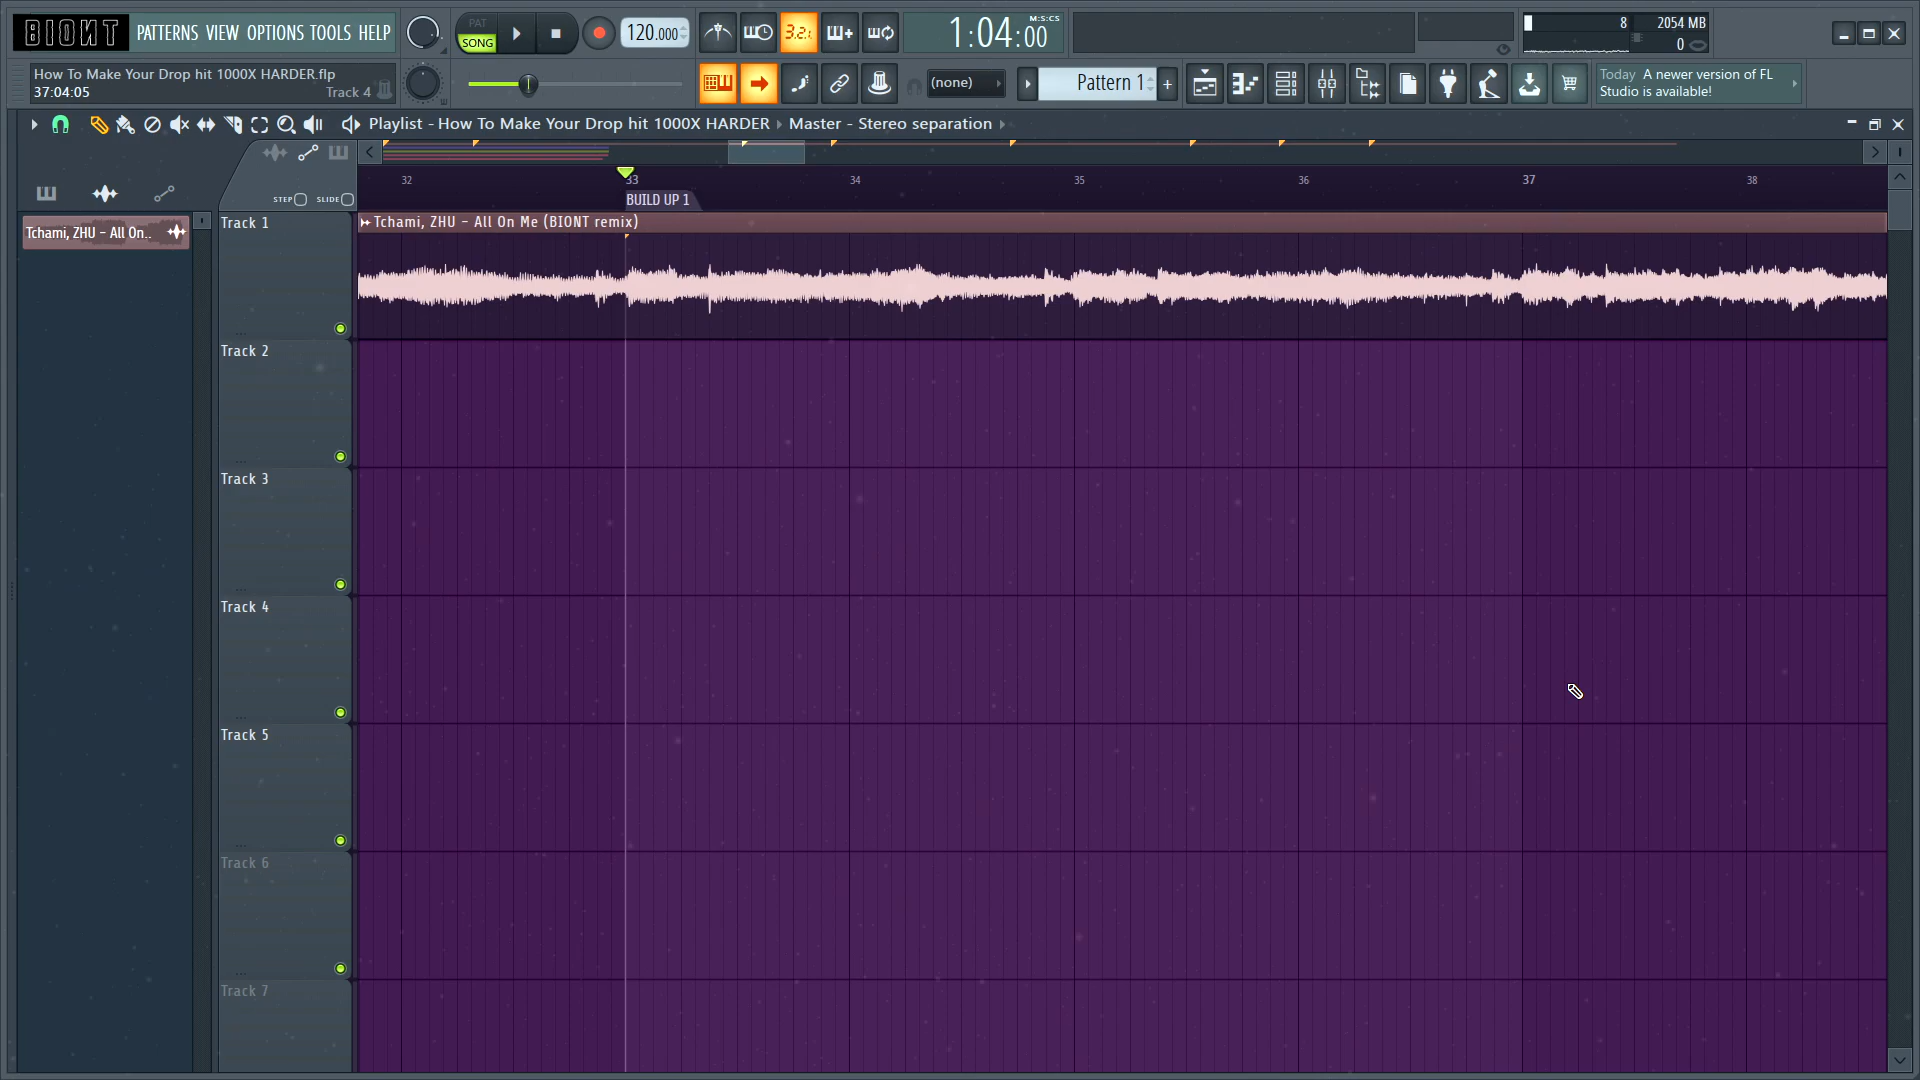 BIONT PATTERNS VIEW OPTIONS TOOLS HELP
PAT
SONG
120.000
3.2.1
1:04:00
M:S:CS
8
2054 MB
0
How To Make Your Drop hit 1000X HARDER.flp
37:04:05
Track 4
(none)
Pattern 1
+
Today A newer version of FL
Studio is available!
Playlist - How To Make Your Drop hit 1000X HARDER
Master - Stereo separation
STEP
SLIDE
32
33
34
35
36
37
38
BUILD UP 1
Tchami, ZHU - All On..
Track 1
Tchami, ZHU - All On Me (BIONT remix)
Track 2
Track 3
Track 4
Track 5
Track 6
Track 7